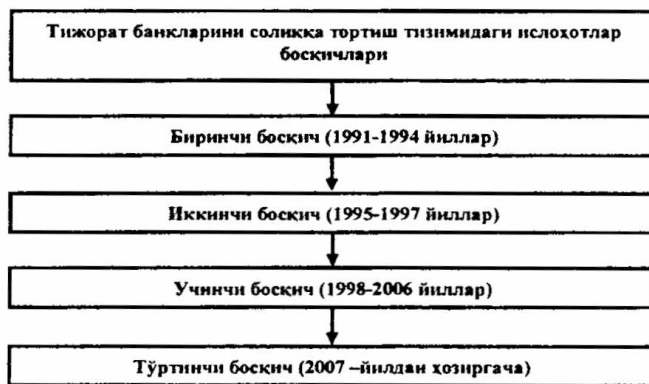 Тижорат банкларини солиққа тортиш тизимидаги ислоҳотлар
босқичлари
Биринчи босқич (1991-1994 йиллар)
Иккинчи босқич (1995-1997 йиллар)
Учинчи босқич (1998-2006 йиллар)
Тўртинчи босқич (2007 –йилдан ҳозиргача)